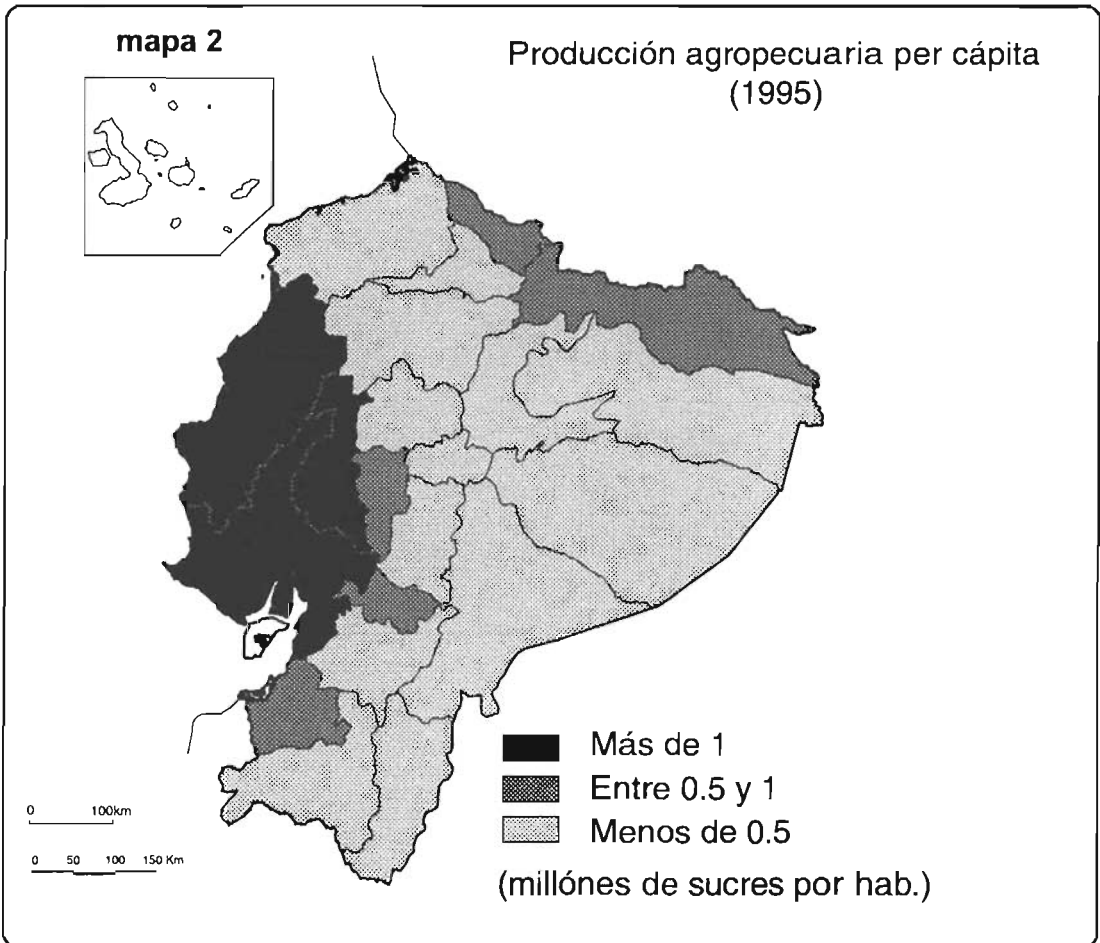 mapa 2
Producción agropecuaria per cápita
(1995)
Más de 1
Entre 0.5 y 1
Menos de 0.5
(millónes de sucres por hab.)
0 100km
0 50 100 150 Km